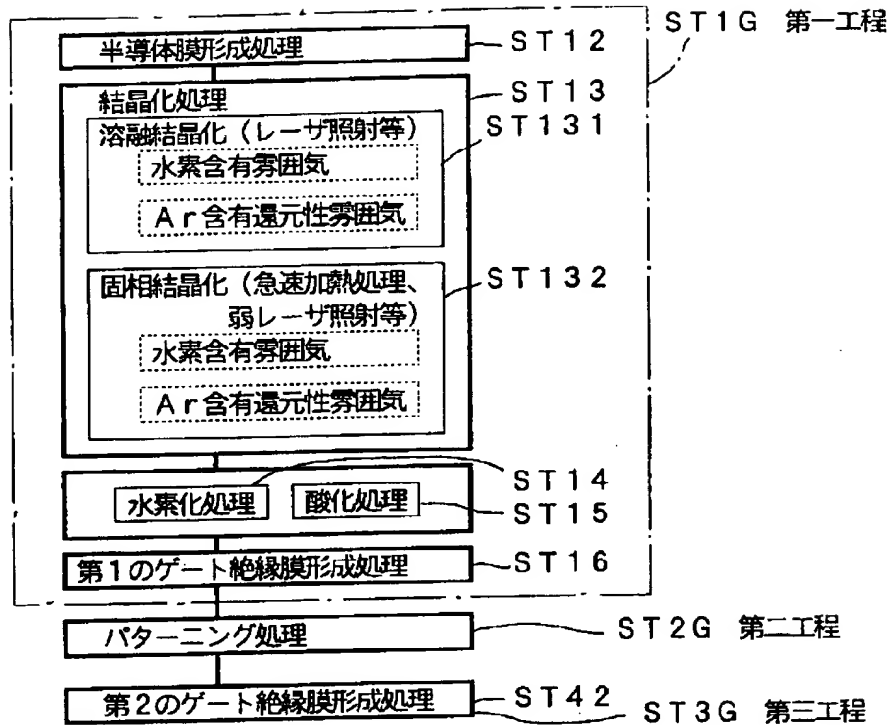 ST1G 第一工程
半導体膜形成処理
ST12
結晶化処理
ST13
溶融結晶化(レーザ照射等)
ST131
水素含有雰囲気
Ar含有還元性雰囲気
固相結晶化(急速加熱処理、
ST132
弱レーザ照射等)
水素含有雰囲気
Ar含有還元性雰囲気
水素化処理
ST14
酸化処理
ST15
第1のゲート絶縁膜形成処理
ST16
パターニング処理
ST2G 第二工程
第2のゲート絶縁膜形成処理
ST42
ST3G 第三工程